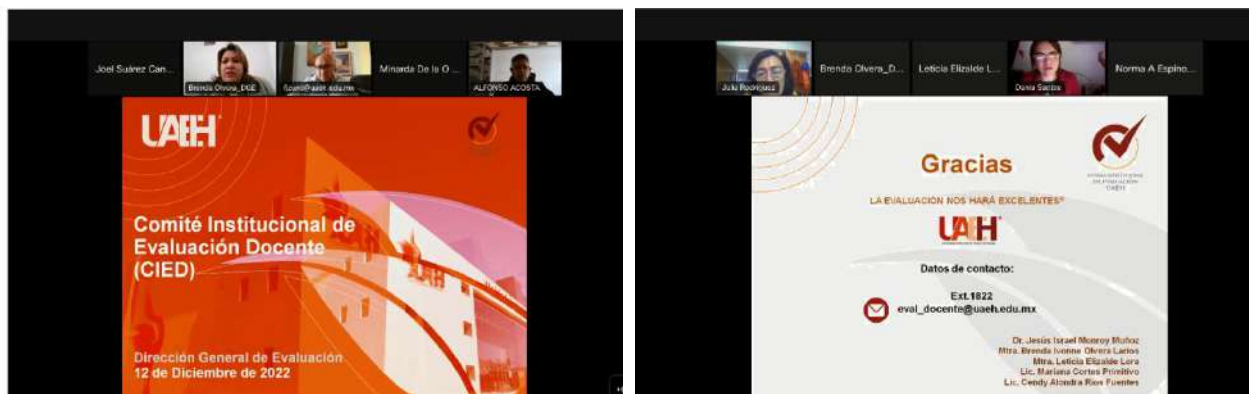 Joel Suárez Can...
Brenda Olvera_DGE
Minarda De la O ...
ALFONSO ACOSTA
UAEH
Comité Institucional de
Evaluación Docente
(CIED)
Dirección General de Evaluación
12 de Diciembre de 2022
Julia Rodriguez
Brenda Olvera_D...
Leticia Elizalde L...
Dania Santos
Norma A Espino...
Gracias
LA EVALUACIÓN NOS HARÁ EXCELENTES®
UAEH
Datos de contacto:
Ext.1822
eval_docente@uaeh.edu.mx
Dr. Jesús Israel Monroy Muñoz
Mtra. Brenda Ivonne Olvera Larios
Mtra. Leticia Elizalde Lora
Lic. Mariana Cortes Primitivo
Lic. Cendy Alondra Rios Fuentes